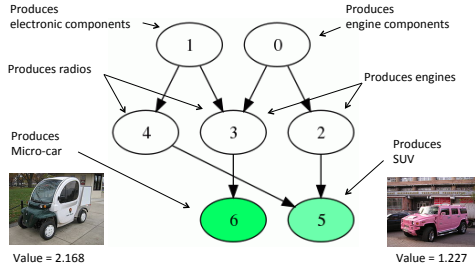 Produces
electronic components
Produces
engine components
1
0
Produces radios
Produces engines
4
3
2
Produces
Micro-car
Produces
SUV
6
5
Value = 2.168
Value = 1.227